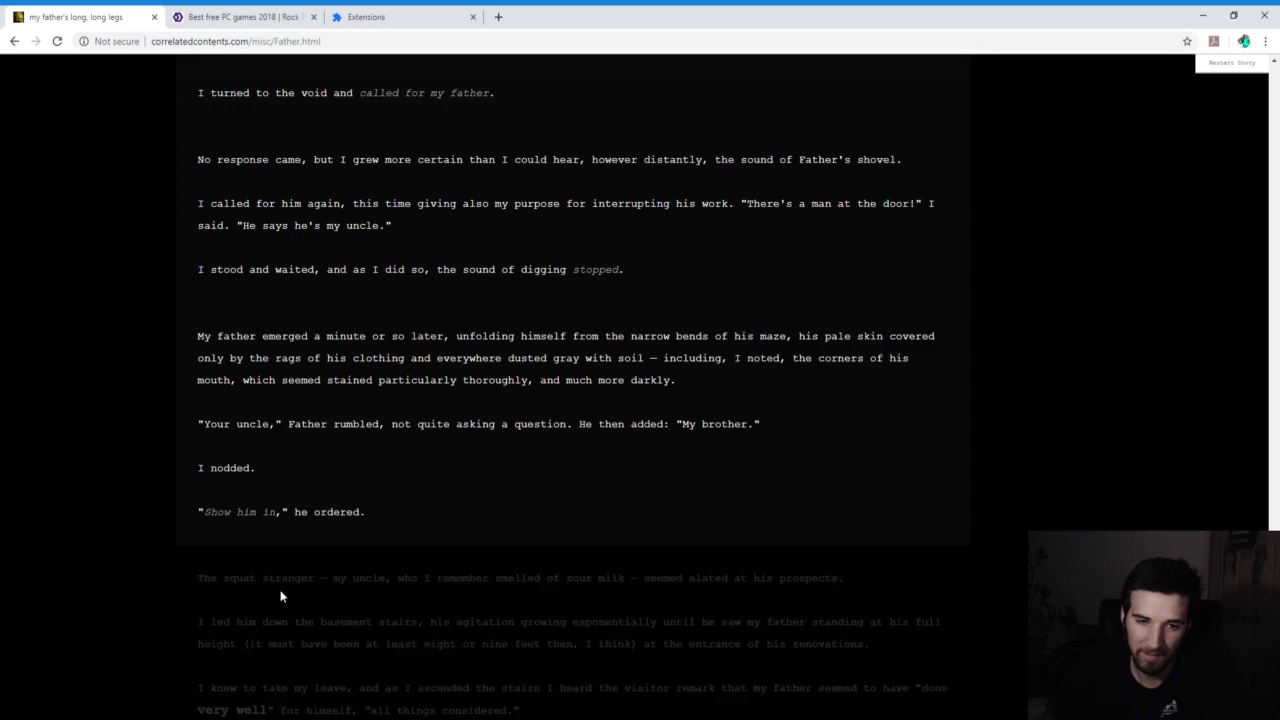 my father's long, long legs
Best free PC games 2018 | Rock
Extensions
Not secure
correlatedcontents.com/misc/Father.html
Restart Story
I turned to the void and called for my father.
No response came, but I grew more certain than I could hear, however distantly, the sound of Father's shovel.
I called for him again, this time giving also my purpose for interrupting his work. "There's a man at the door!" I
said. "He says he's my uncle."
I stood and waited, and as I did so, the sound of digging stopped.
My father emerged a minute or so later, unfolding himself from the narrow bends of his maze, his pale skin covered
only by the rags of his clothing and everywhere dusted gray with soil — including, I noted, the corners of his
mouth, which seemed stained particularly thoroughly, and much more darkly.
"Your uncle," Father rumbled, not quite asking a question. He then added: "My brother."
I nodded.
"Show him in," he ordered.
The squat stranger — my uncle, who I remember smelled of sour milk — seemed elated at his prospects.
I led him down the basement stairs, his agitation growing exponentially until he saw my father standing at his full
height (it must have been at least eight or nine feet then, I think) at the entrance of his renovations.
I knew to take my leave, and as I ascended the stairs I heard the visitor remark that my father seemed to have "done
very well" for himself, "all things considered."